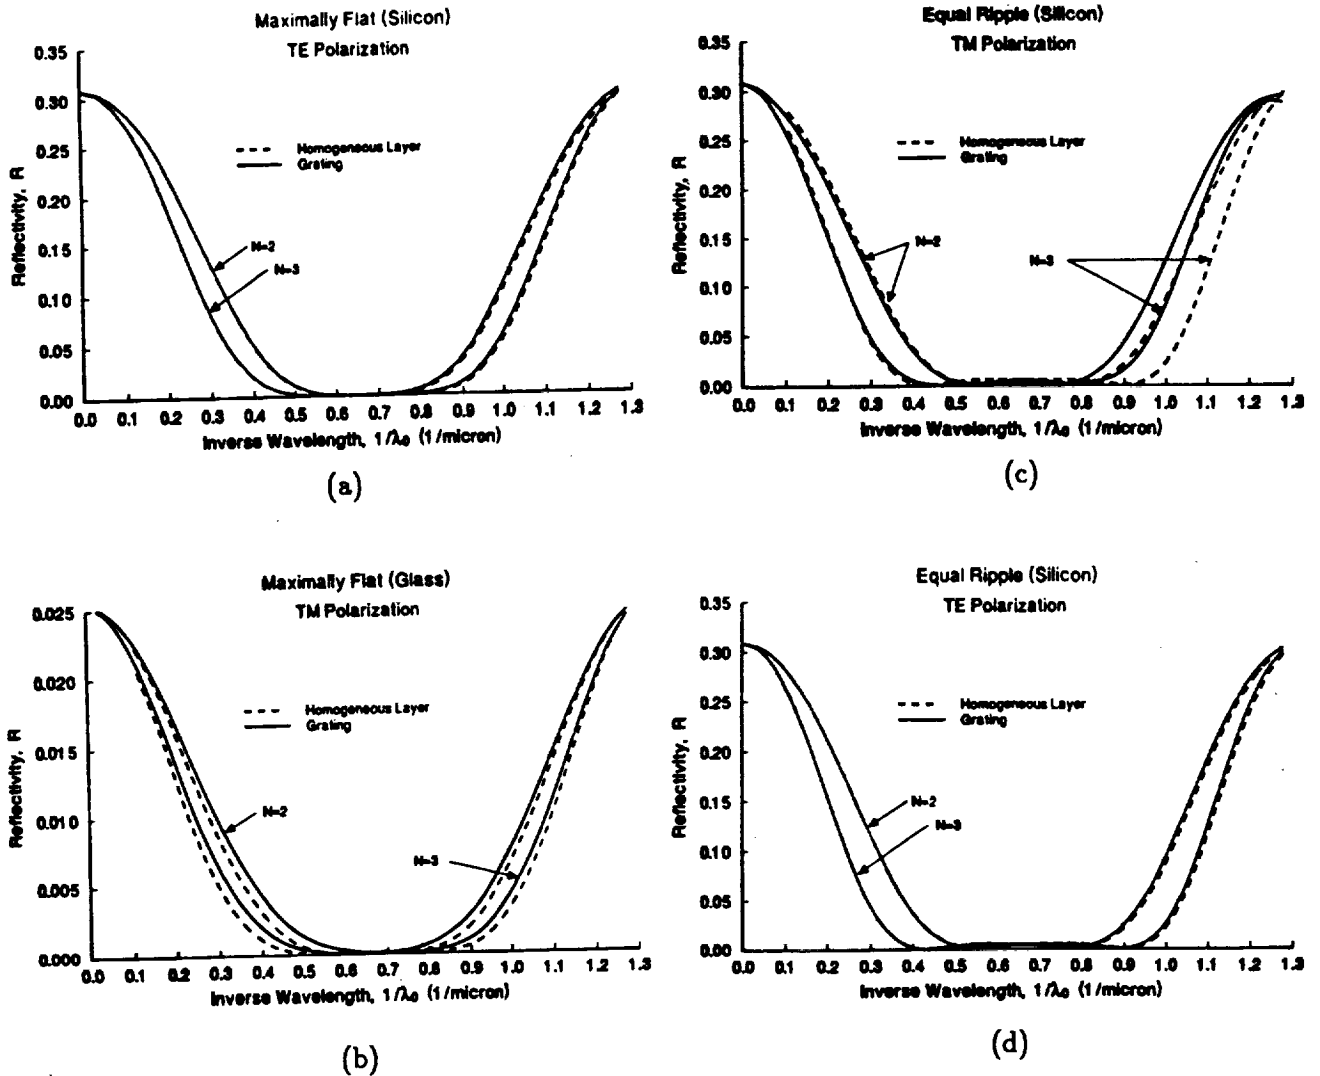 Maximally Flat (Silicon)
TE Polarization
0.35
0.30
0.25
0.20
0.15
0.10
0.05
0.00
Reflectivity, R
Homogeneous Layer
Grating
N=2
N=3
0.0 0.1 0.2 0.3 0.4 0.5 0.6 0.7 0.8 0.9 1.0 1.1 1.2 1.3
Inverse Wavelength, 1/λ₀ (1/micron)
(a)
Equal Ripple (Silicon)
TM Polarization
0.35
0.30
0.25
0.20
0.15
0.10
0.05
0.00
Reflectivity, R
Homogeneous Layer
Grating
N=2
N=3
0.0 0.1 0.2 0.3 0.4 0.5 0.6 0.7 0.8 0.9 1.0 1.1 1.2 1.3
Inverse Wavelength, 1/λ₀ (1/micron)
(c)
Maximally Flat (Glass)
TM Polarization
0.025
0.020
0.015
0.010
0.005
0.000
Reflectivity, R
Homogeneous Layer
Grating
N=2
N=3
0.0 0.1 0.2 0.3 0.4 0.5 0.6 0.7 0.8 0.9 1.0 1.1 1.2 1.3
Inverse Wavelength, 1/λ₀ (1/micron)
(b)
Equal Ripple (Silicon)
TE Polarization
0.35
0.30
0.25
0.20
0.15
0.10
0.05
0.00
Reflectivity, R
Homogeneous Layer
Grating
N=2
N=3
0.0 0.1 0.2 0.3 0.4 0.5 0.6 0.7 0.8 0.9 1.0 1.1 1.2 1.3
Inverse Wavelength, 1/λ₀ (1/micron)
(d)